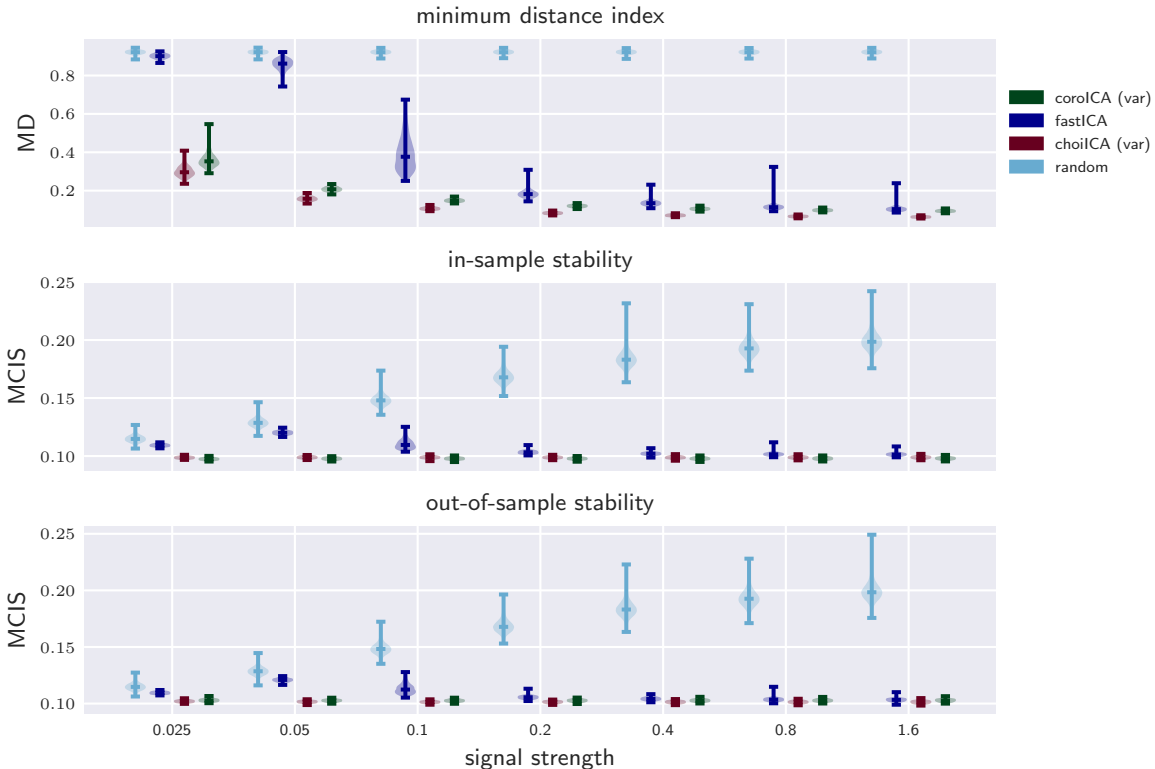 minimum distance index
MD
0.8
0.6
0.4
0.2
coroICA (var)
fastICA
choiICA (var)
random
in-sample stability
MCIS
0.25
0.20
0.15
0.10
out-of-sample stability
MCIS
0.25
0.20
0.15
0.10
0.025 0.05 0.1 0.2 0.4 0.8 1.6
signal strength